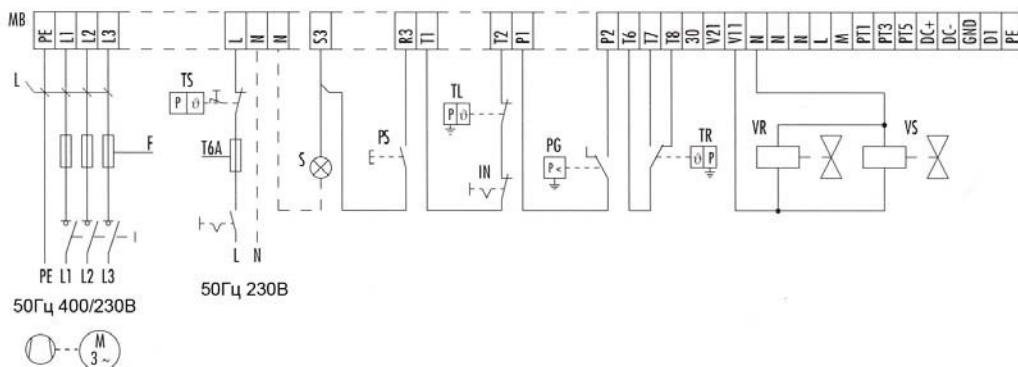 MB PE L1 L2 L3 L N N S3 R3 T1 T2 P1 P2 T6 T7 T8 30 V21 V11 N N N L M PT1 PT3 PT5 DC+ DC- GND D1 PE
L
TS
P ϑ
TL
P ϑ
PS
PG
P <
TR
ϑ P
VR
VS
F
T6A
S
IN
I
PE L1 L2 L3
L N
50Гц 400/230В
50Гц 230В
M
3 ~